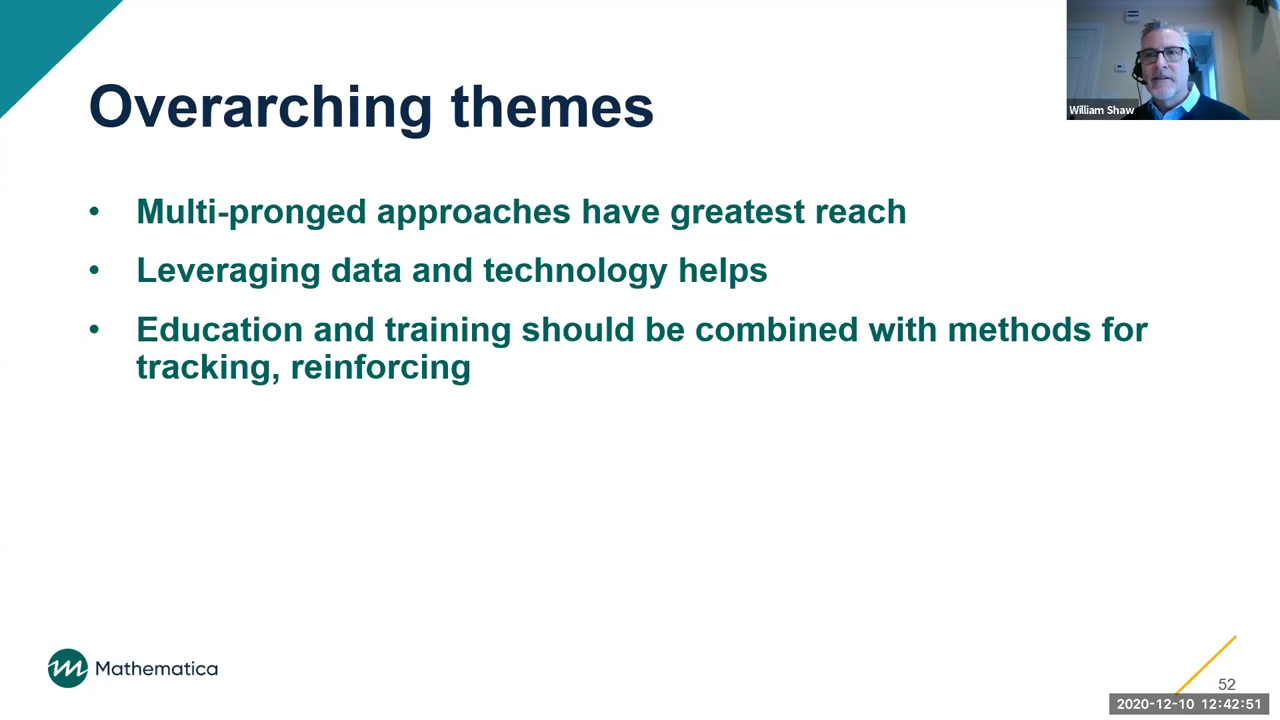 Overarching themes
William Shaw
• Multi-pronged approaches have greatest reach
• Leveraging data and technology helps
• Education and training should be combined with methods for
tracking, reinforcing
Mathematica
52
2020-12-10 12:42:51